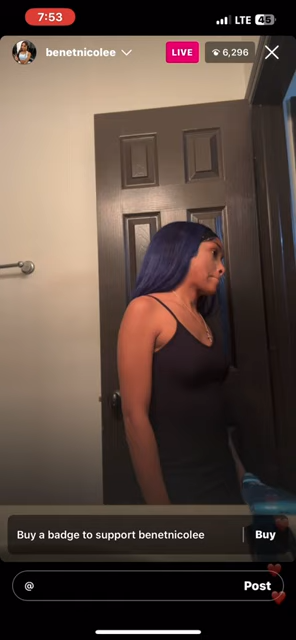 7:53
LTE 45
benetnicolee LIVE 6,296
Buy a badge to support benetnicolee Buy
@ Post